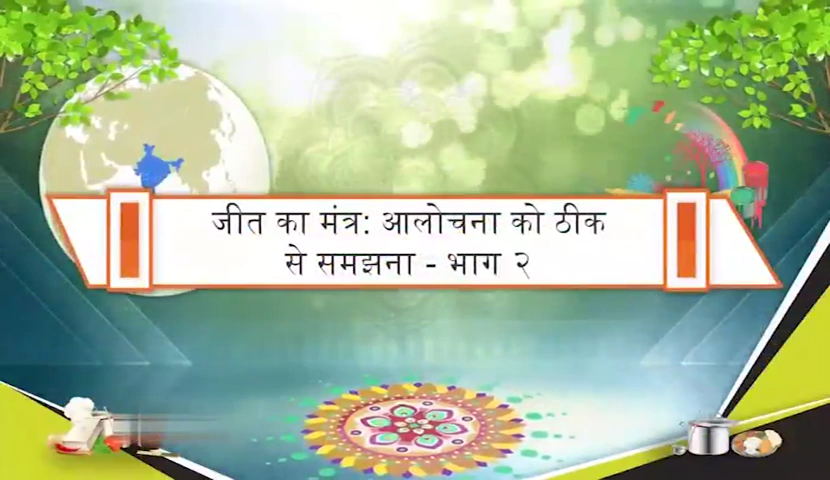 जीत का मंत्र: आलोचना को ठीक
से समझना - भाग २